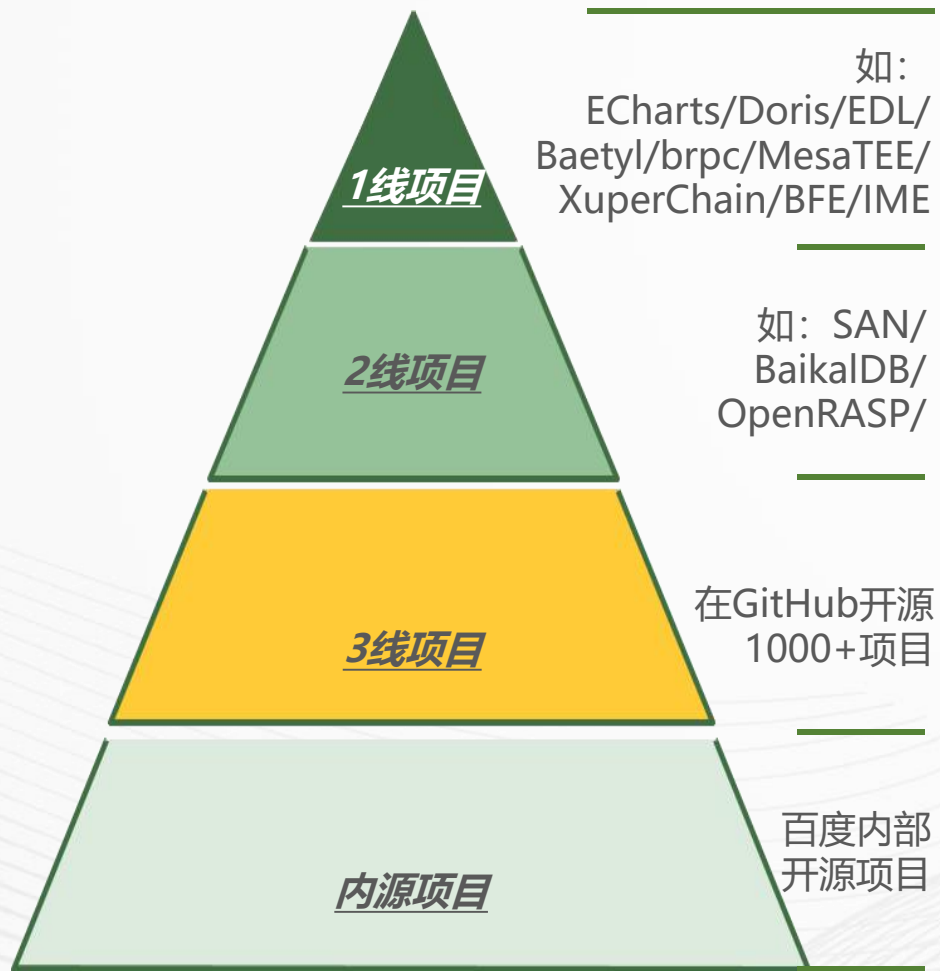 如：
ECharts/Doris/EDL/
Baetyl/brpc/MesaTEE/
XuperChain/BFE/IME
1线项目
如：SAN/
BaikalDB/
OpenRASP/
2线项目
在GitHub开源
1000+项目
3线项目
百度内部
开源项目
内源项目